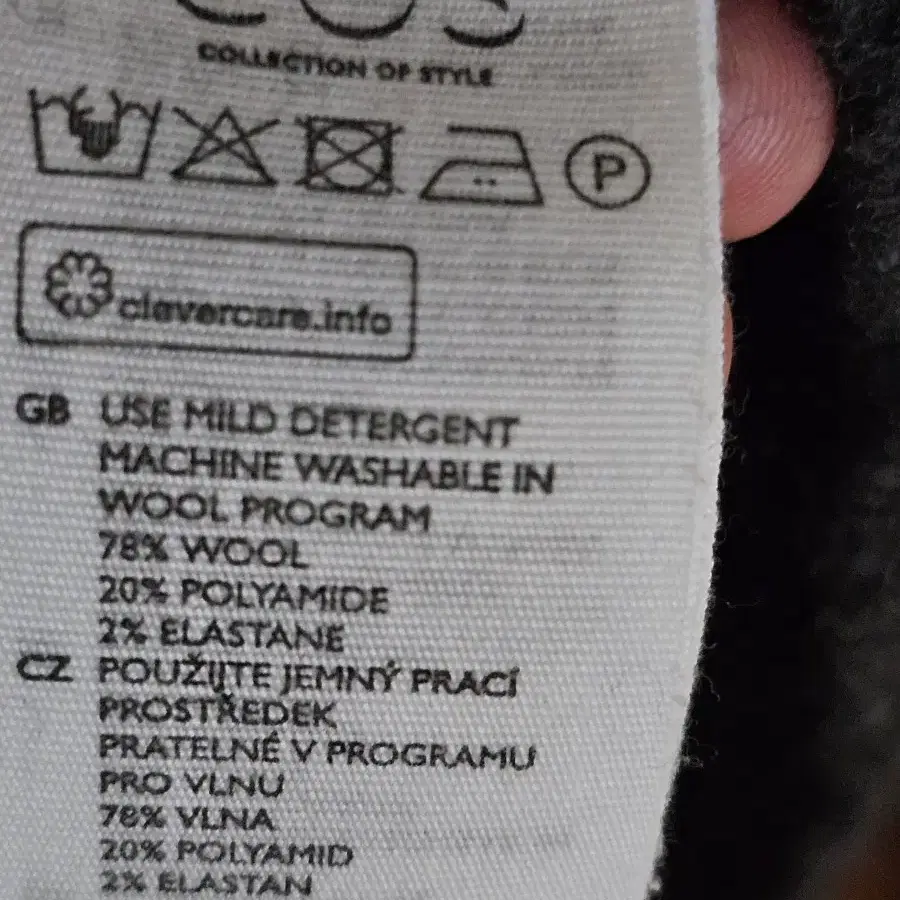 COS
COLLECTION OF STYLE
P
clevercare.info
GB USE MILD DETERGENT
MACHINE WASHABLE IN
WOOL PROGRAM
78% WOOL
20% POLYAMIDE
2% ELASTANE
CZ POUŽIJTE JEMNÝ PRACÍ
PROSTŘEDEK
PRATELNÉ V PROGRAMU
PRO VLNU
78% VLNA
20% POLYAMID
2% ELASTAN